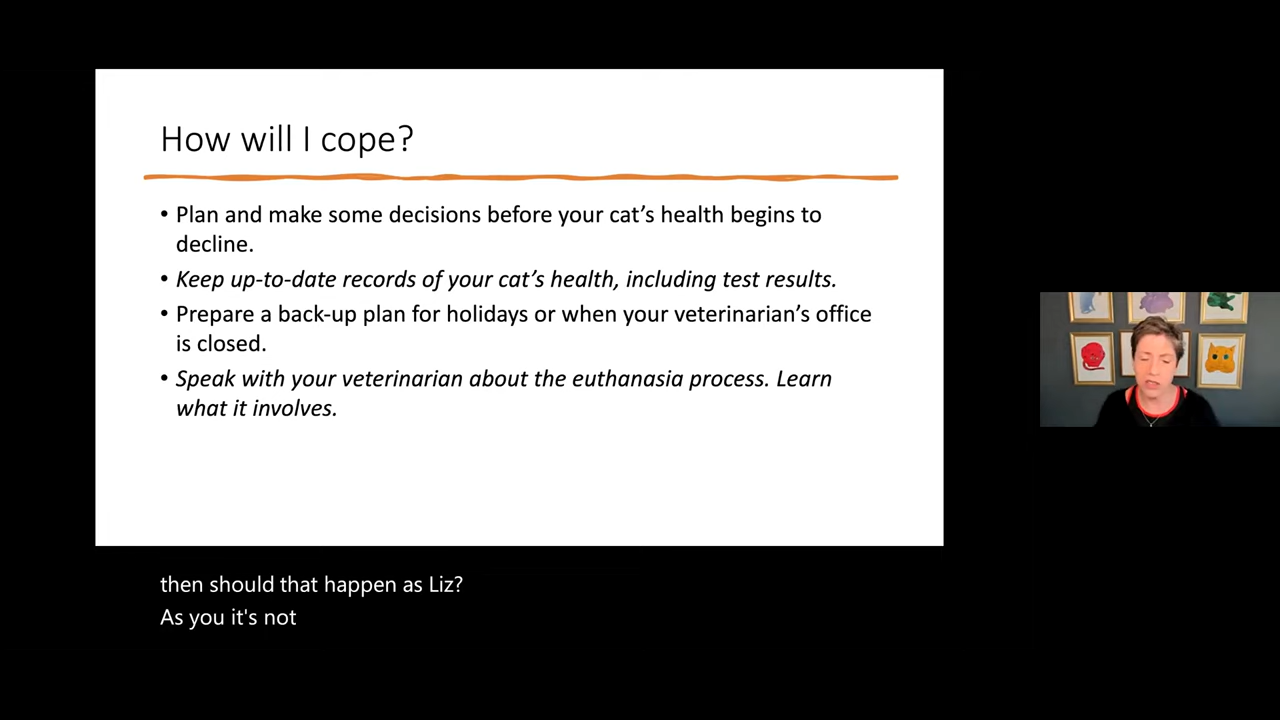 How will I cope?
• Plan and make some decisions before your cat’s health begins to
decline.
• Keep up-to-date records of your cat’s health, including test results.
• Prepare a back-up plan for holidays or when your veterinarian’s office
is closed.
• Speak with your veterinarian about the euthanasia process. Learn
what it involves.
then should that happen as Liz?
As you it's not